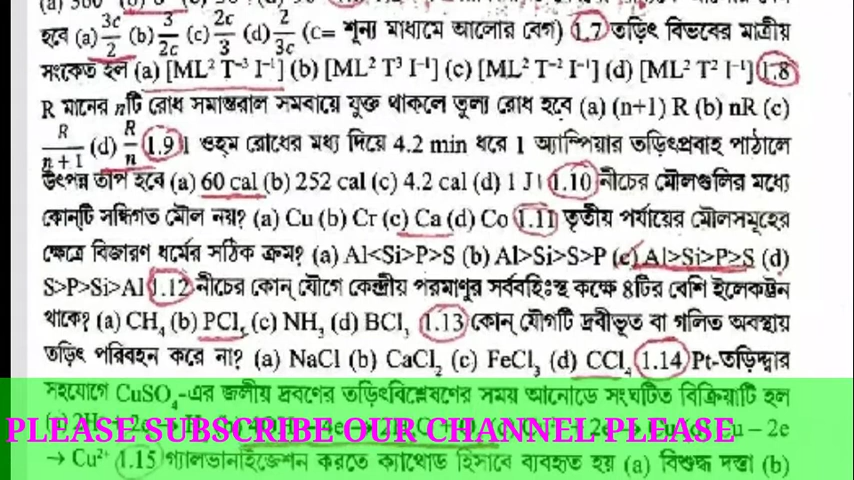 হবে (a) 3c/2 (b) 3/2c (c) 2c/3 (d) 2/3c (c= শূন্য মাধ্যমে আলোর বেগ) 1.7 তড়িৎ বিভবের মাত্রীয়
সংকেত হল (a) [ML² T⁻³ I⁻¹] (b) [ML² T³ I⁻¹] (c) [ML² T⁻² I⁻¹] (d) [ML² T² I⁻¹] 1.8
R মানের nটি রোধ সমান্তরাল সমবায়ে যুক্ত থাকলে তুল্য রোধ হবে (a) (n+1) R (b) nR (c)
R/n+1 (d) R/n 1.9 1 ওহম রোধের মধ্য দিয়ে 4.2 min ধরে 1 অ্যাম্পিয়ার তড়িৎপ্রবাহ পাঠালে
উৎপন্ন তাপ হবে (a) 60 cal (b) 252 cal (c) 4.2 cal (d) 1 J। 1.10 নীচের মৌলগুলির মধ্যে
কোন্‌টি সন্ধিগত মৌল নয়? (a) Cu (b) Cr (c) Ca (d) Co 1.11 তৃতীয় পর্যায়ের মৌলসমূহের
ক্ষেত্রে বিজারণ ধর্মের সঠিক ক্রম? (a) Al<Si>P>S (b) Al>Si>S>P (c) Al>Si>P>S (d)
S>P>Si>Al 1.12 নীচের কোন্ যৌগে কেন্দ্রীয় পরমাণুর সর্ববহিঃস্থ কক্ষে ৪টির বেশি ইলেকট্রন
থাকে? (a) CH₄ (b) PCl₅ (c) NH₃ (d) BCl₃ 1.13 কোন্ যৌগটি দ্রবীভূত বা গলিত অবস্থায়
তড়িৎ পরিবহন করে না? (a) NaCl (b) CaCl₂ (c) FeCl₃ (d) CCl₄ 1.14 Pt-তড়িদ্দ্বার
সহযোগে CuSO₄-এর জলীয় দ্রবণের তড়িৎবিশ্লেষণের সময় আনোডে সংঘটিত বিক্রিয়াটি হল
PLEASE SUBSCRIBE OUR CHANNEL PLEASE
→ Cu²⁺ 1.15 গ্যালভানাইজেশন করতে ক্যাথোড হিসাবে ব্যবহৃত হয় (a) বিশুদ্ধ দস্তা (b)